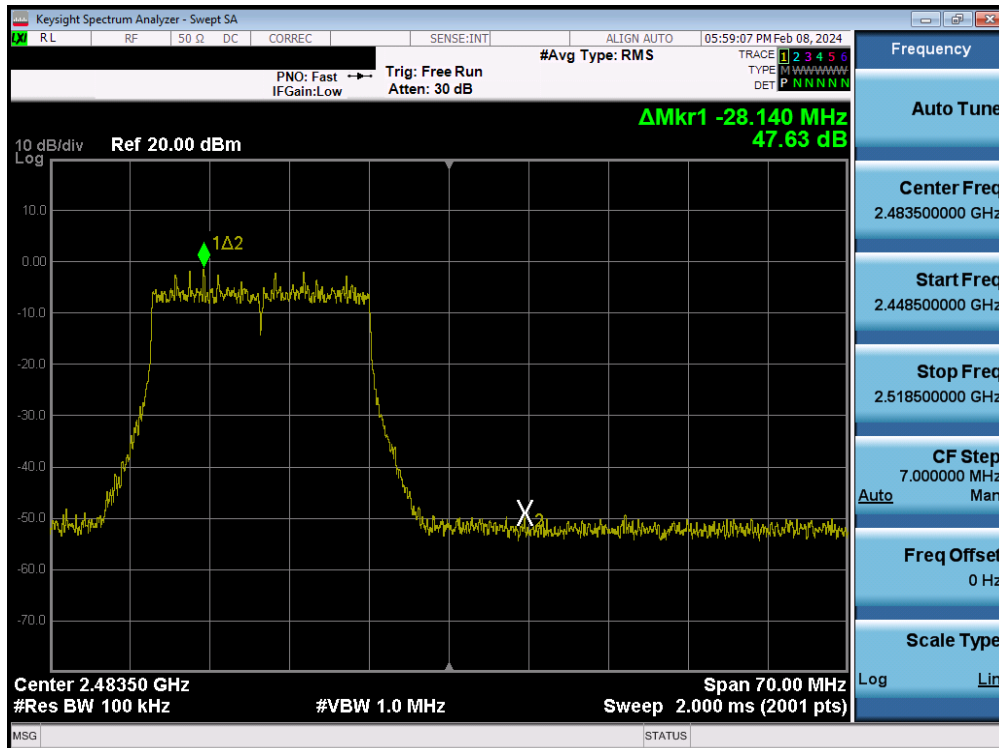 Keysight Spectrum Analyzer - Swept SA
LXI RL RF 50 Ω DC CORREC SENSE:INT ALIGN AUTO 05:59:07 PM Feb 08, 2024
#Avg Type: RMS
TRACE 1 2 3 4 5 6
TYPE M W W W W W
DET P N N N N N
PNO: Fast
IFGain:Low
Trig: Free Run
Atten: 30 dB
ΔMkr1 -28.140 MHz
47.63 dB
10 dB/div Ref 20.00 dBm
Log
10.0
0.00
-10.0
-20.0
-30.0
-40.0
-50.0
-60.0
-70.0
1Δ2
X2
Center 2.48350 GHz Span 70.00 MHz
#Res BW 100 kHz #VBW 1.0 MHz Sweep 2.000 ms (2001 pts)
MSG STATUS
Frequency
Auto Tune
Center Freq
2.483500000 GHz
Start Freq
2.448500000 GHz
Stop Freq
2.518500000 GHz
CF Step
7.000000 MHz
Auto Man
Freq Offset
0 Hz
Scale Type
Log Lin